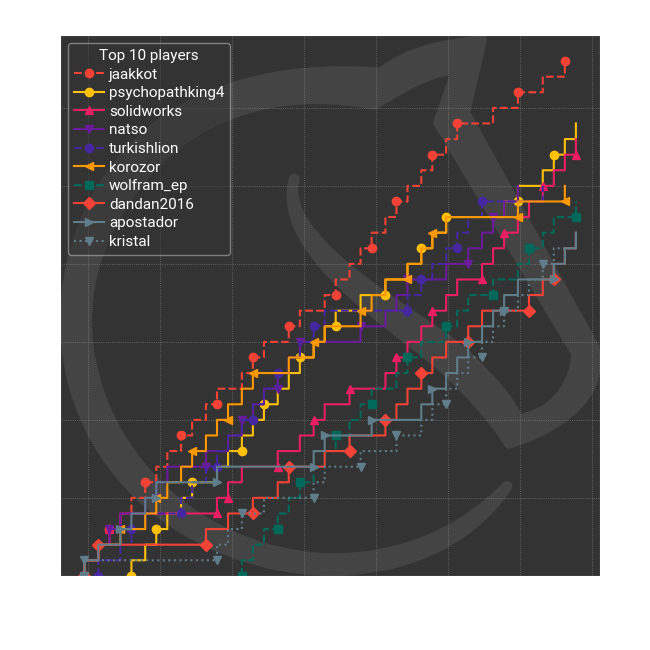 Top 10 players
jaakkot
psychopathking4
solidworks
natso
turkishlion
korozor
wolfram_ep
dandan2016
apostador
kristal